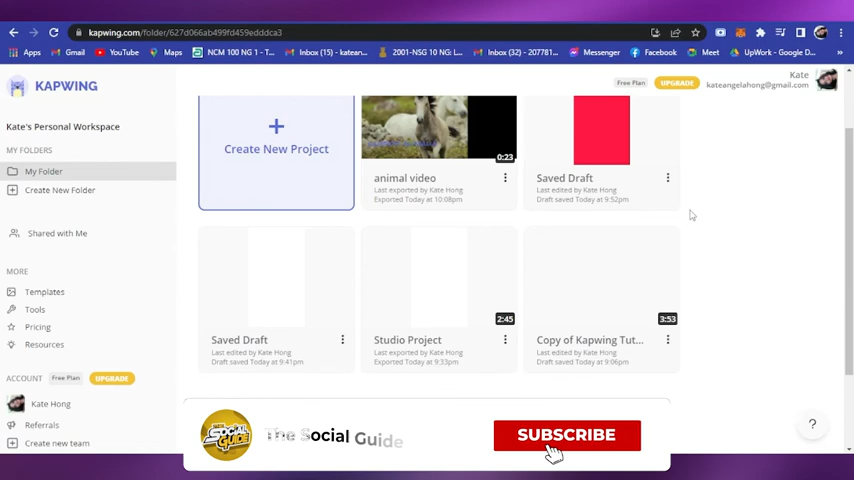 kapwing.com/folder/627d066ab499fd459edddca3
Apps Gmail YouTube Maps NCM 100 NG 1 - T... Inbox (15) - katean... 2001-NSG 10 NG L... Inbox (32) - 207781... Messenger Facebook Meet UpWork - Google D... »
KAPWING
Free Plan
UPGRADE
Kate
kateangelahong@gmail.com
Kate's Personal Workspace
MY FOLDERS
My Folder
Create New Folder
Shared with Me
MORE
Templates
Tools
Pricing
Resources
ACCOUNT Free Plan UPGRADE
Kate Hong
Referrals
Create new team
+
Create New Project
0:23
animal video
Last exported by Kate Hong
Exported Today at 10:08pm
Saved Draft
Last edited by Kate Hong
Draft saved Today at 9:52pm
Saved Draft
Last edited by Kate Hong
Draft saved Today at 9:41pm
2:45
Studio Project
Last exported by Kate Hong
Exported Today at 9:33pm
3:53
Copy of Kapwing Tut...
Last edited by Kate Hong
Draft saved Today at 9:06pm
SOCIAL GUIDE
The Social Guide
SUBSCRIBE
?